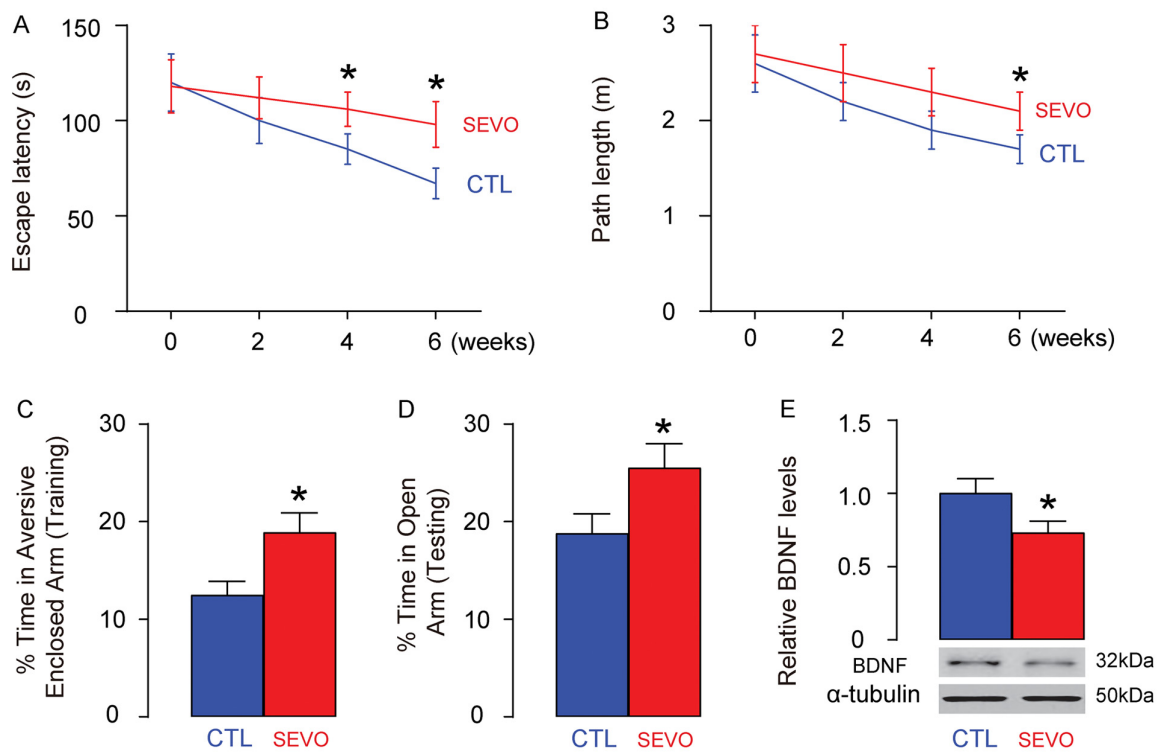 A
Escape latency (s)
150
100
50
0
*
*
SEVO
CTL
0 2 4 6 (weeks)
B
Path length (m)
3
2
1
0
*
SEVO
CTL
0 2 4 6 (weeks)
C
% Time in Aversive
Enclosed Arm (Training)
30
20
10
0
*
CTL SEVO
D
% Time in Open
Arm (Testing)
30
20
10
0
*
CTL SEVO
E
Relative BDNF levels
1.5
1.0
0.5
0
*
BDNF 32kDa
α-tubulin 50kDa
CTL SEVO